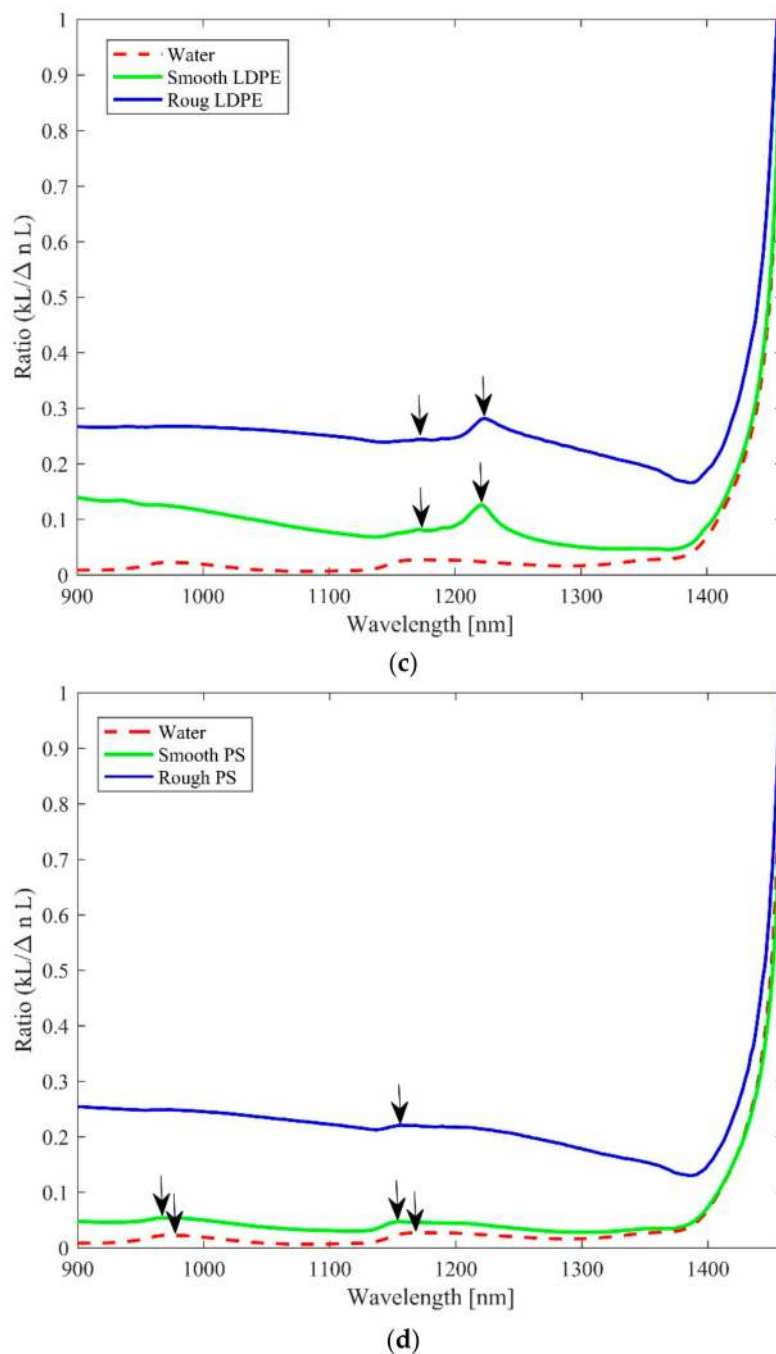 1
Water
Smooth LDPE
Roug LDPE
0.9
0.8
0.7
0.6
0.5
0.4
0.3
0.2
0.1
0
Ratio (kL/Δ n L)
900 1000 1100 1200 1300 1400
Wavelength [nm]
(c)
1
Water
Smooth PS
Rough PS
0.9
0.8
0.7
0.6
0.5
0.4
0.3
0.2
0.1
0
Ratio (kL/Δ n L)
900 1000 1100 1200 1300 1400
Wavelength [nm]
(d)